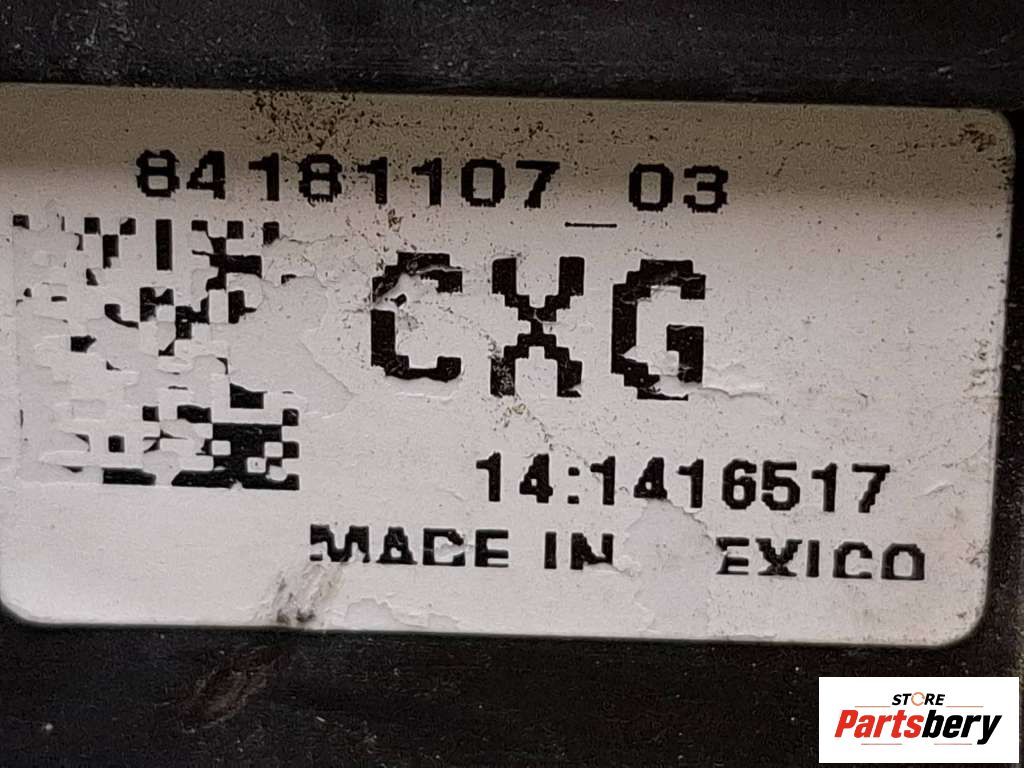 84181107_03
CXG
14:1416517
MADE IN EXICO
STORE
Partsbery